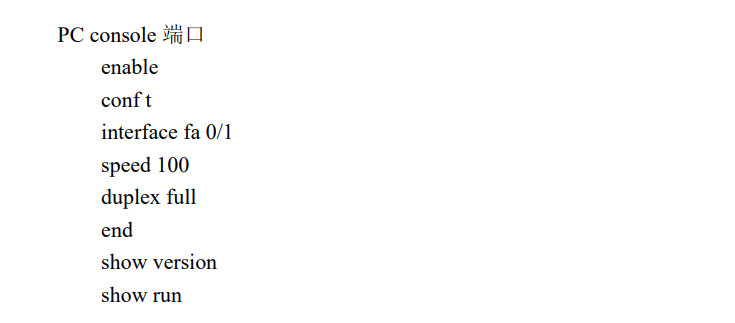 PC console 端口
enable
conf t
interface fa 0/1
speed 100
duplex full
end
show version
show run